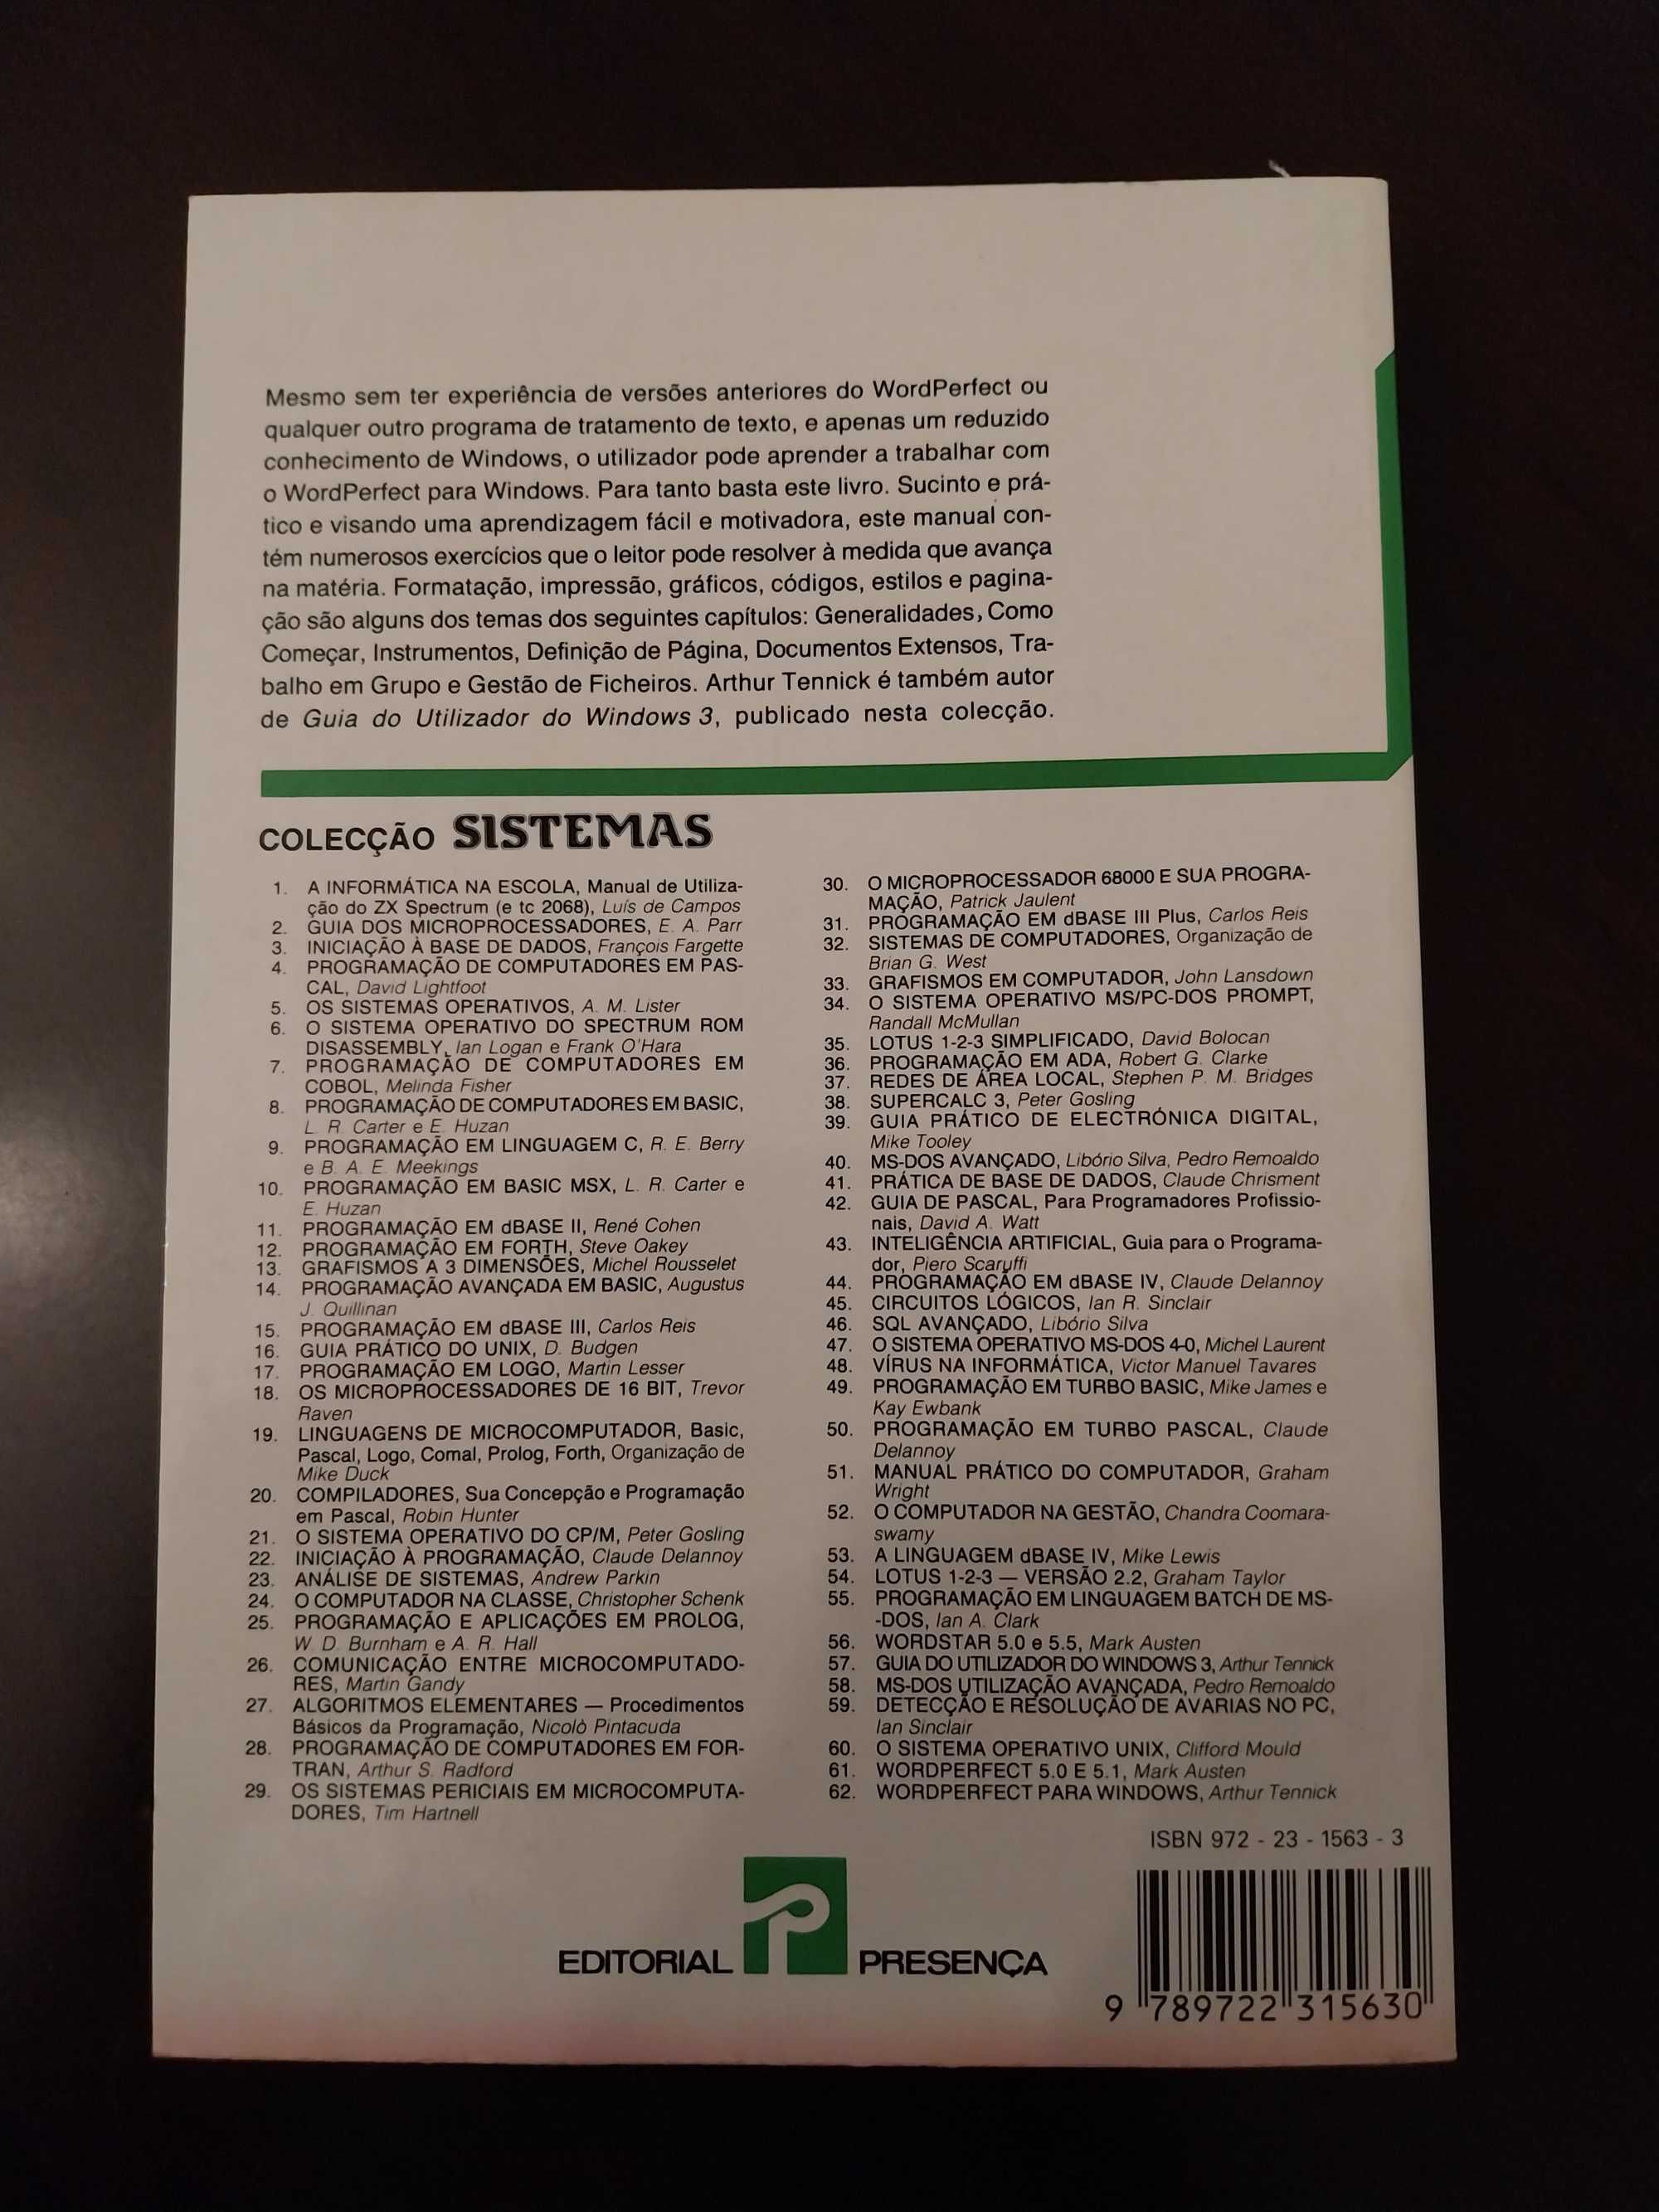 Mesmo sem ter experiência de versões anteriores do WordPerfect ou
qualquer outro programa de tratamento de texto, e apenas um reduzido
conhecimento de Windows, o utilizador pode aprender a trabalhar com
o WordPerfect para Windows. Para tanto basta este livro. Sucinto e prá-
tico e visando uma aprendizagem fácil e motivadora, este manual con-
tém numerosos exercícios que o leitor pode resolver à medida que avança
na matéria. Formatação, impressão, gráficos, códigos, estilos e pagina-
ção são alguns dos temas dos seguintes capítulos: Generalidades, Como
Começar, Instrumentos, Definição de Página, Documentos Extensos, Tra-
balho em Grupo e Gestão de Ficheiros. Arthur Tennick é também autor
de Guia do Utilizador do Windows 3, publicado nesta colecção.
COLECÇÃO SISTEMAS
1. A INFORMÁTICA NA ESCOLA, Manual de Utiliza-
ção do ZX Spectrum (e tc 2068), Luís de Campos
2. GUIA DOS MICROPROCESSADORES, E. A. Parr
3. INICIAÇÃO À BASE DE DADOS, François Fargette
4. PROGRAMAÇÃO DE COMPUTADORES EM PAS-
CAL, David Lightfoot
5. OS SISTEMAS OPERATIVOS, A. M. Lister
6. O SISTEMA OPERATIVO DO SPECTRUM ROM
DISASSEMBLY, Ian Logan e Frank O'Hara
7. PROGRAMAÇÃO DE COMPUTADORES EM
COBOL, Melinda Fisher
8. PROGRAMAÇÃO DE COMPUTADORES EM BASIC,
L. R. Carter e E. Huzan
9. PROGRAMAÇÃO EM LINGUAGEM C, R. E. Berry
e B. A. E. Meekings
10. PROGRAMAÇÃO EM BASIC MSX, L. R. Carter e
E. Huzan
11. PROGRAMAÇÃO EM dBASE II, René Cohen
12. PROGRAMAÇÃO EM FORTH, Steve Oakey
13. GRAFISMOS A 3 DIMENSÕES, Michel Rousselet
14. PROGRAMAÇÃO AVANÇADA EM BASIC, Augustus
J. Quillinan
15. PROGRAMAÇÃO EM dBASE III, Carlos Reis
16. GUIA PRÁTICO DO UNIX, D. Budgen
17. PROGRAMAÇÃO EM LOGO, Martin Lesser
18. OS MICROPROCESSADORES DE 16 BIT, Trevor
Raven
19. LINGUAGENS DE MICROCOMPUTADOR, Basic,
Pascal, Logo, Comal, Prolog, Forth, Organização de
Mike Duck
20. COMPILADORES, Sua Concepção e Programação
em Pascal, Robin Hunter
21. O SISTEMA OPERATIVO DO CP/M, Peter Gosling
22. INICIAÇÃO À PROGRAMAÇÃO, Claude Delannoy
23. ANÁLISE DE SISTEMAS, Andrew Parkin
24. O COMPUTADOR NA CLASSE, Christopher Schenk
25. PROGRAMAÇÃO E APLICAÇÕES EM PROLOG,
W. D. Burnham e A. R. Hall
26. COMUNICAÇÃO ENTRE MICROCOMPUTADO-
RES, Martin Gandy
27. ALGORITMOS ELEMENTARES — Procedimentos
Básicos da Programação, Nicolò Pintacuda
28. PROGRAMAÇÃO DE COMPUTADORES EM FOR-
TRAN, Arthur S. Radford
29. OS SISTEMAS PERICIAIS EM MICROCOMPUTA-
DORES, Tim Hartnell
30. O MICROPROCESSADOR 68000 E SUA PROGRA-
MAÇÃO, Patrick Jaulent
31. PROGRAMAÇÃO EM dBASE III Plus, Carlos Reis
32. SISTEMAS DE COMPUTADORES, Organização de
Brian G. West
33. GRAFISMOS EM COMPUTADOR, John Lansdown
34. O SISTEMA OPERATIVO MS/PC-DOS PROMPT,
Randall McMullan
35. LOTUS 1-2-3 SIMPLIFICADO, David Bolocan
36. PROGRAMAÇÃO EM ADA, Robert G. Clarke
37. REDES DE ÁREA LOCAL, Stephen P. M. Bridges
38. SUPERCALC 3, Peter Gosling
39. GUIA PRÁTICO DE ELECTRÓNICA DIGITAL,
Mike Tooley
40. MS-DOS AVANÇADO, Libório Silva, Pedro Remoaldo
41. PRÁTICA DE BASE DE DADOS, Claude Chrisment
42. GUIA DE PASCAL, Para Programadores Profissio-
nais, David A. Watt
43. INTELIGÊNCIA ARTIFICIAL, Guia para o Programa-
dor, Piero Scaruffi
44. PROGRAMAÇÃO EM dBASE IV, Claude Delannoy
45. CIRCUITOS LÓGICOS, Ian R. Sinclair
46. SQL AVANÇADO, Libório Silva
47. O SISTEMA OPERATIVO MS-DOS 4-0, Michel Laurent
48. VÍRUS NA INFORMÁTICA, Victor Manuel Tavares
49. PROGRAMAÇÃO EM TURBO BASIC, Mike James e
Kay Ewbank
50. PROGRAMAÇÃO EM TURBO PASCAL, Claude
Delannoy
51. MANUAL PRÁTICO DO COMPUTADOR, Graham
Wright
52. O COMPUTADOR NA GESTÃO, Chandra Coomara-
swamy
53. A LINGUAGEM dBASE IV, Mike Lewis
54. LOTUS 1-2-3 — VERSÃO 2.2, Graham Taylor
55. PROGRAMAÇÃO EM LINGUAGEM BATCH DE MS-
-DOS, Ian A. Clark
56. WORDSTAR 5.0 e 5.5, Mark Austen
57. GUIA DO UTILIZADOR DO WINDOWS 3, Arthur Tennick
58. MS-DOS UTILIZAÇÃO AVANÇADA, Pedro Remoaldo
59. DETECÇÃO E RESOLUÇÃO DE AVARIAS NO PC,
Ian Sinclair
60. O SISTEMA OPERATIVO UNIX, Clifford Mould
61. WORDPERFECT 5.0 E 5.1, Mark Austen
62. WORDPERFECT PARA WINDOWS, Arthur Tennick
ISBN 972 - 23 - 1563 - 3
EDITORIAL P PRESENÇA
9 789722 315630